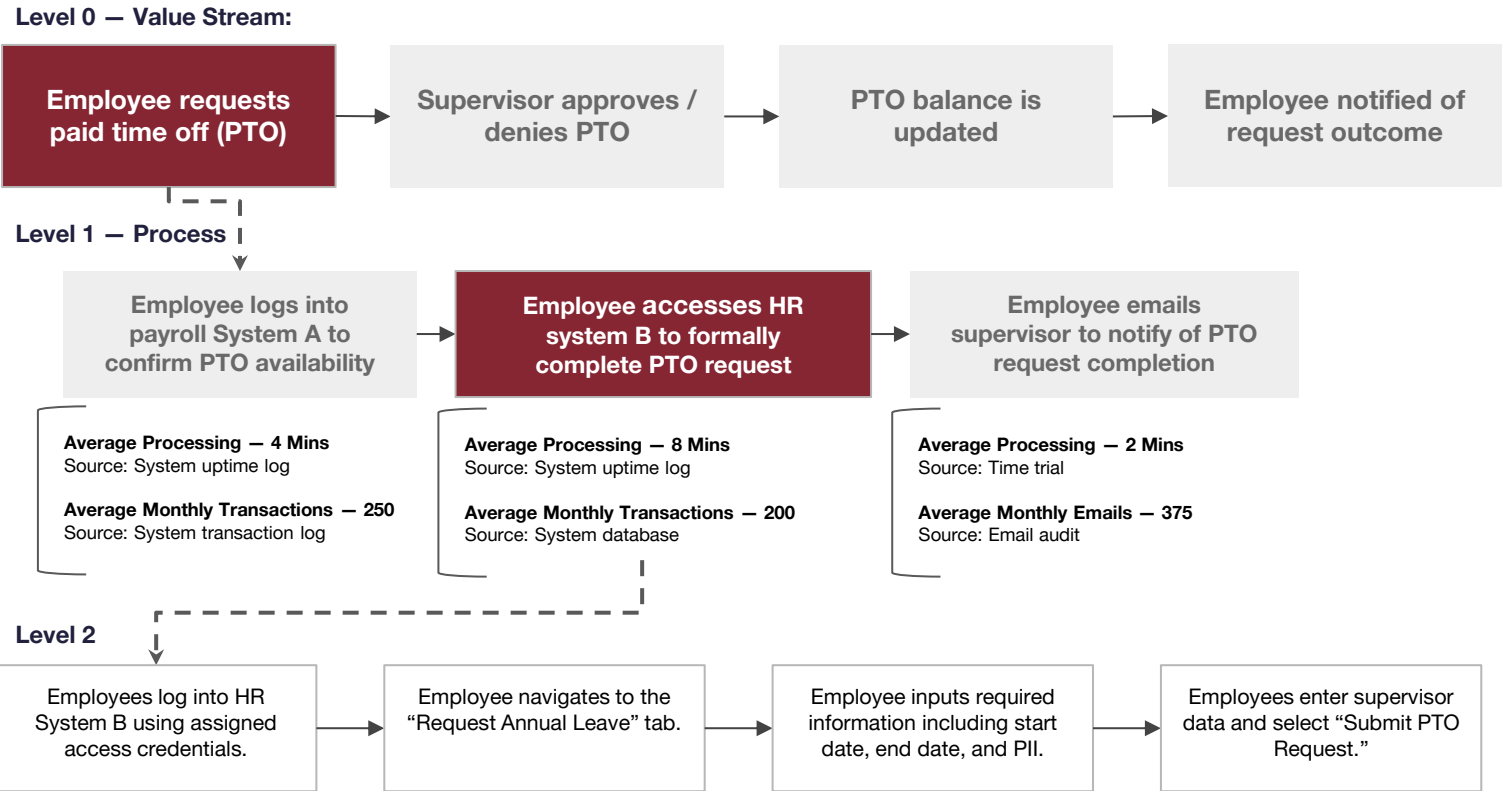 Level 0 — Value Stream:
Employee requests
paid time off (PTO)
Supervisor approves /
denies PTO
PTO balance is
updated
Employee notified of
request outcome
Level 1 — Process
Employee logs into
payroll System A to
confirm PTO availability
Employee accesses HR
system B to formally
complete PTO request
Employee emails
supervisor to notify of PTO
request completion
Average Processing — 4 Mins
Source: System uptime log
Average Monthly Transactions — 250
Source: System transaction log
Average Processing — 8 Mins
Source: System uptime log
Average Monthly Transactions — 200
Source: System database
Average Processing — 2 Mins
Source: Time trial
Average Monthly Emails — 375
Source: Email audit
Level 2
Employees log into HR
System B using assigned
access credentials.
Employee navigates to the
“Request Annual Leave” tab.
Employee inputs required
information including start
date, end date, and PII.
Employees enter supervisor
data and select “Submit PTO
Request.”